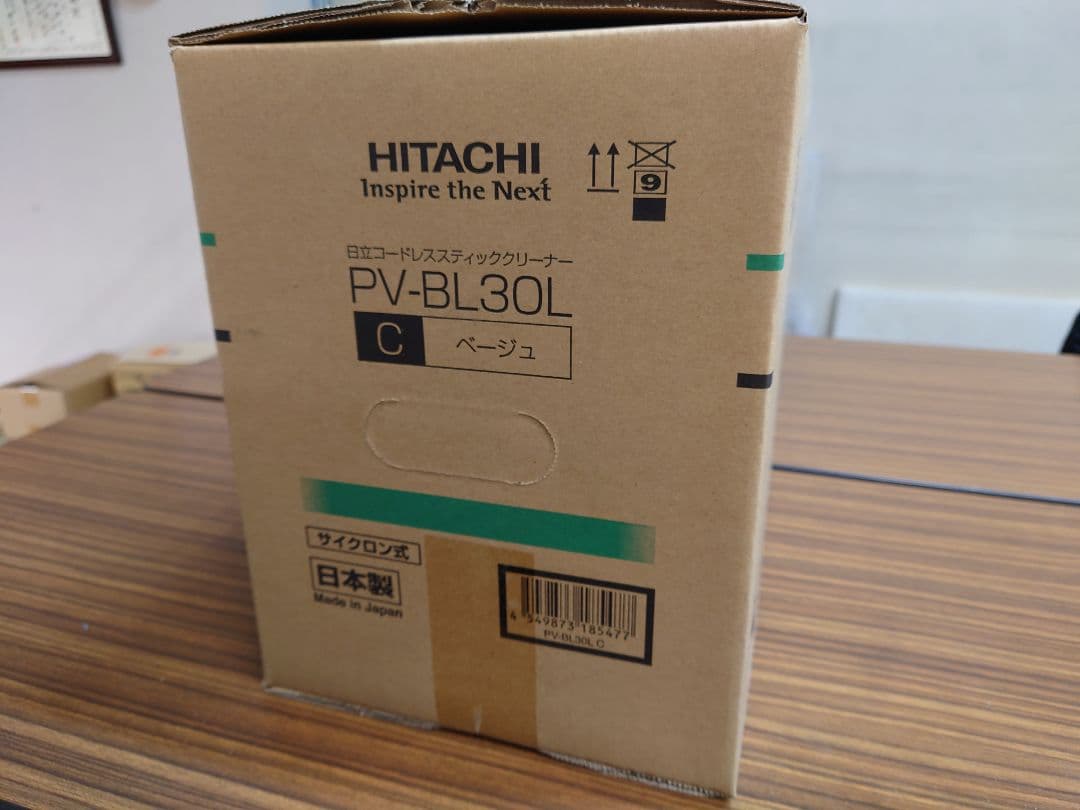 HITACHI
Inspire the Next
9
日立コードレススティッククリーナー
PV-BL30L
C ベージュ
サイクロン式
日本製
Made in Japan
4 549873 185477
PV-BL30L C